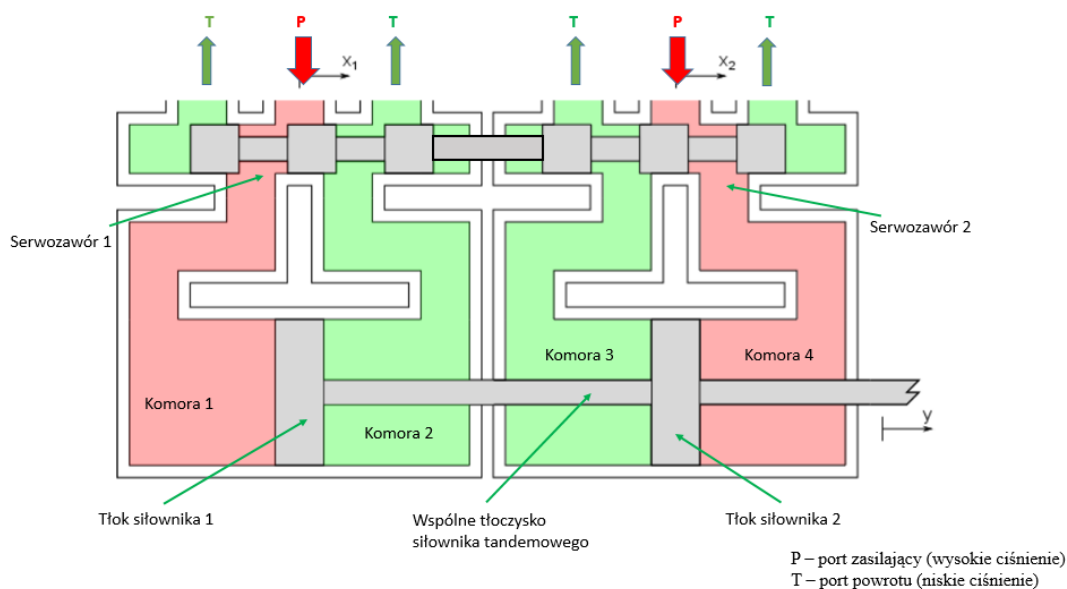 T P T T P T
x1 x2
Serwozawór 1
Serwozawór 2
Komora 3
Komora 4
Komora 1
Komora 2
y
Tłok siłownika 1
Wspólne tłoczysko
siłownika tandemowego
Tłok siłownika 2
P – port zasilający (wysokie ciśnienie)
T – port powrotu (niskie ciśnienie)